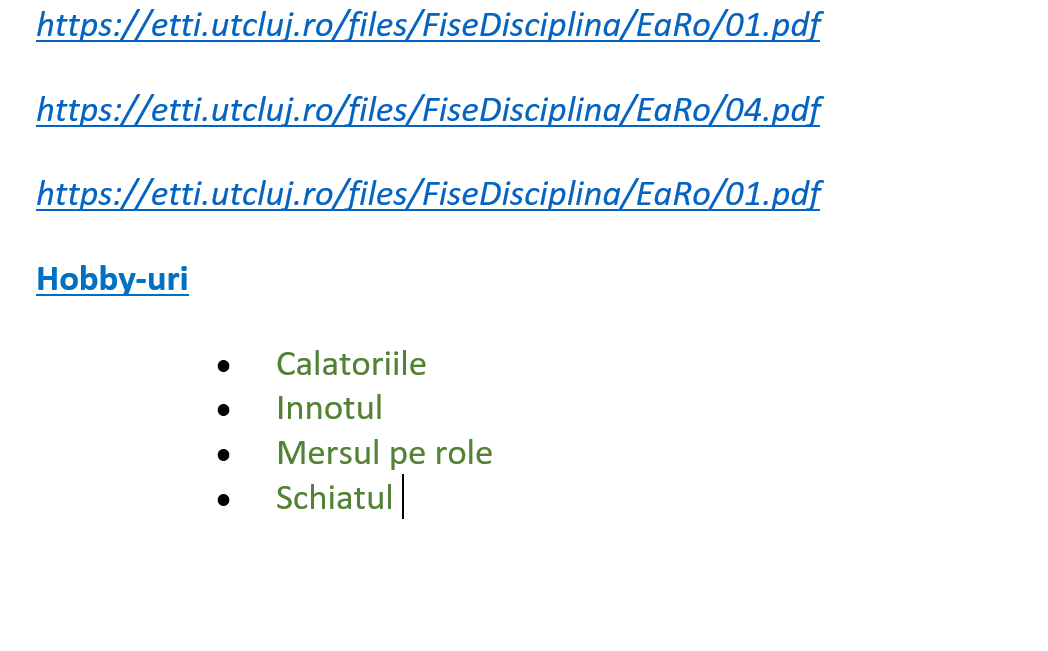 https://etti.utcluj.ro/files/FiseDisciplina/EaRo/01.pdf
https://etti.utcluj.ro/files/FiseDisciplina/EaRo/04.pdf
https://etti.utcluj.ro/files/FiseDisciplina/EaRo/01.pdf
Hobby-uri
• Calatoriile
• Innotul
• Mersul pe role
• Schiatul